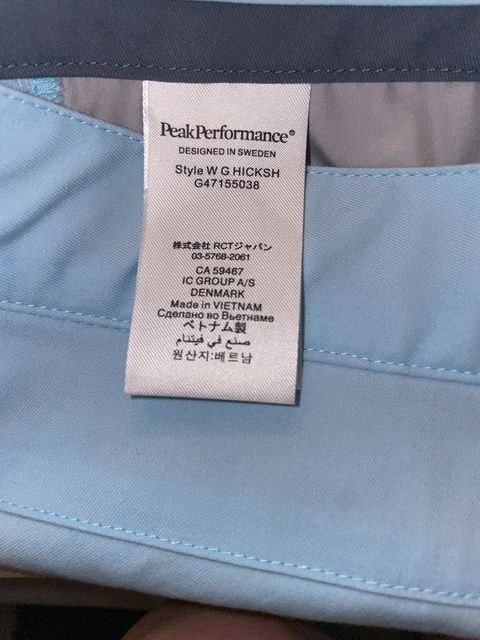 PeakPerformance®
DESIGNED IN SWEDEN
Style W G HICKSH
G47155038
株式会社 RCTジャパン
03-5768-2061
CA 59467
IC GROUP A/S
DENMARK
Made in VIETNAM
Сделано во Вьетнаме
ベトナム製
صنع في فيتنام
원산지:베트남